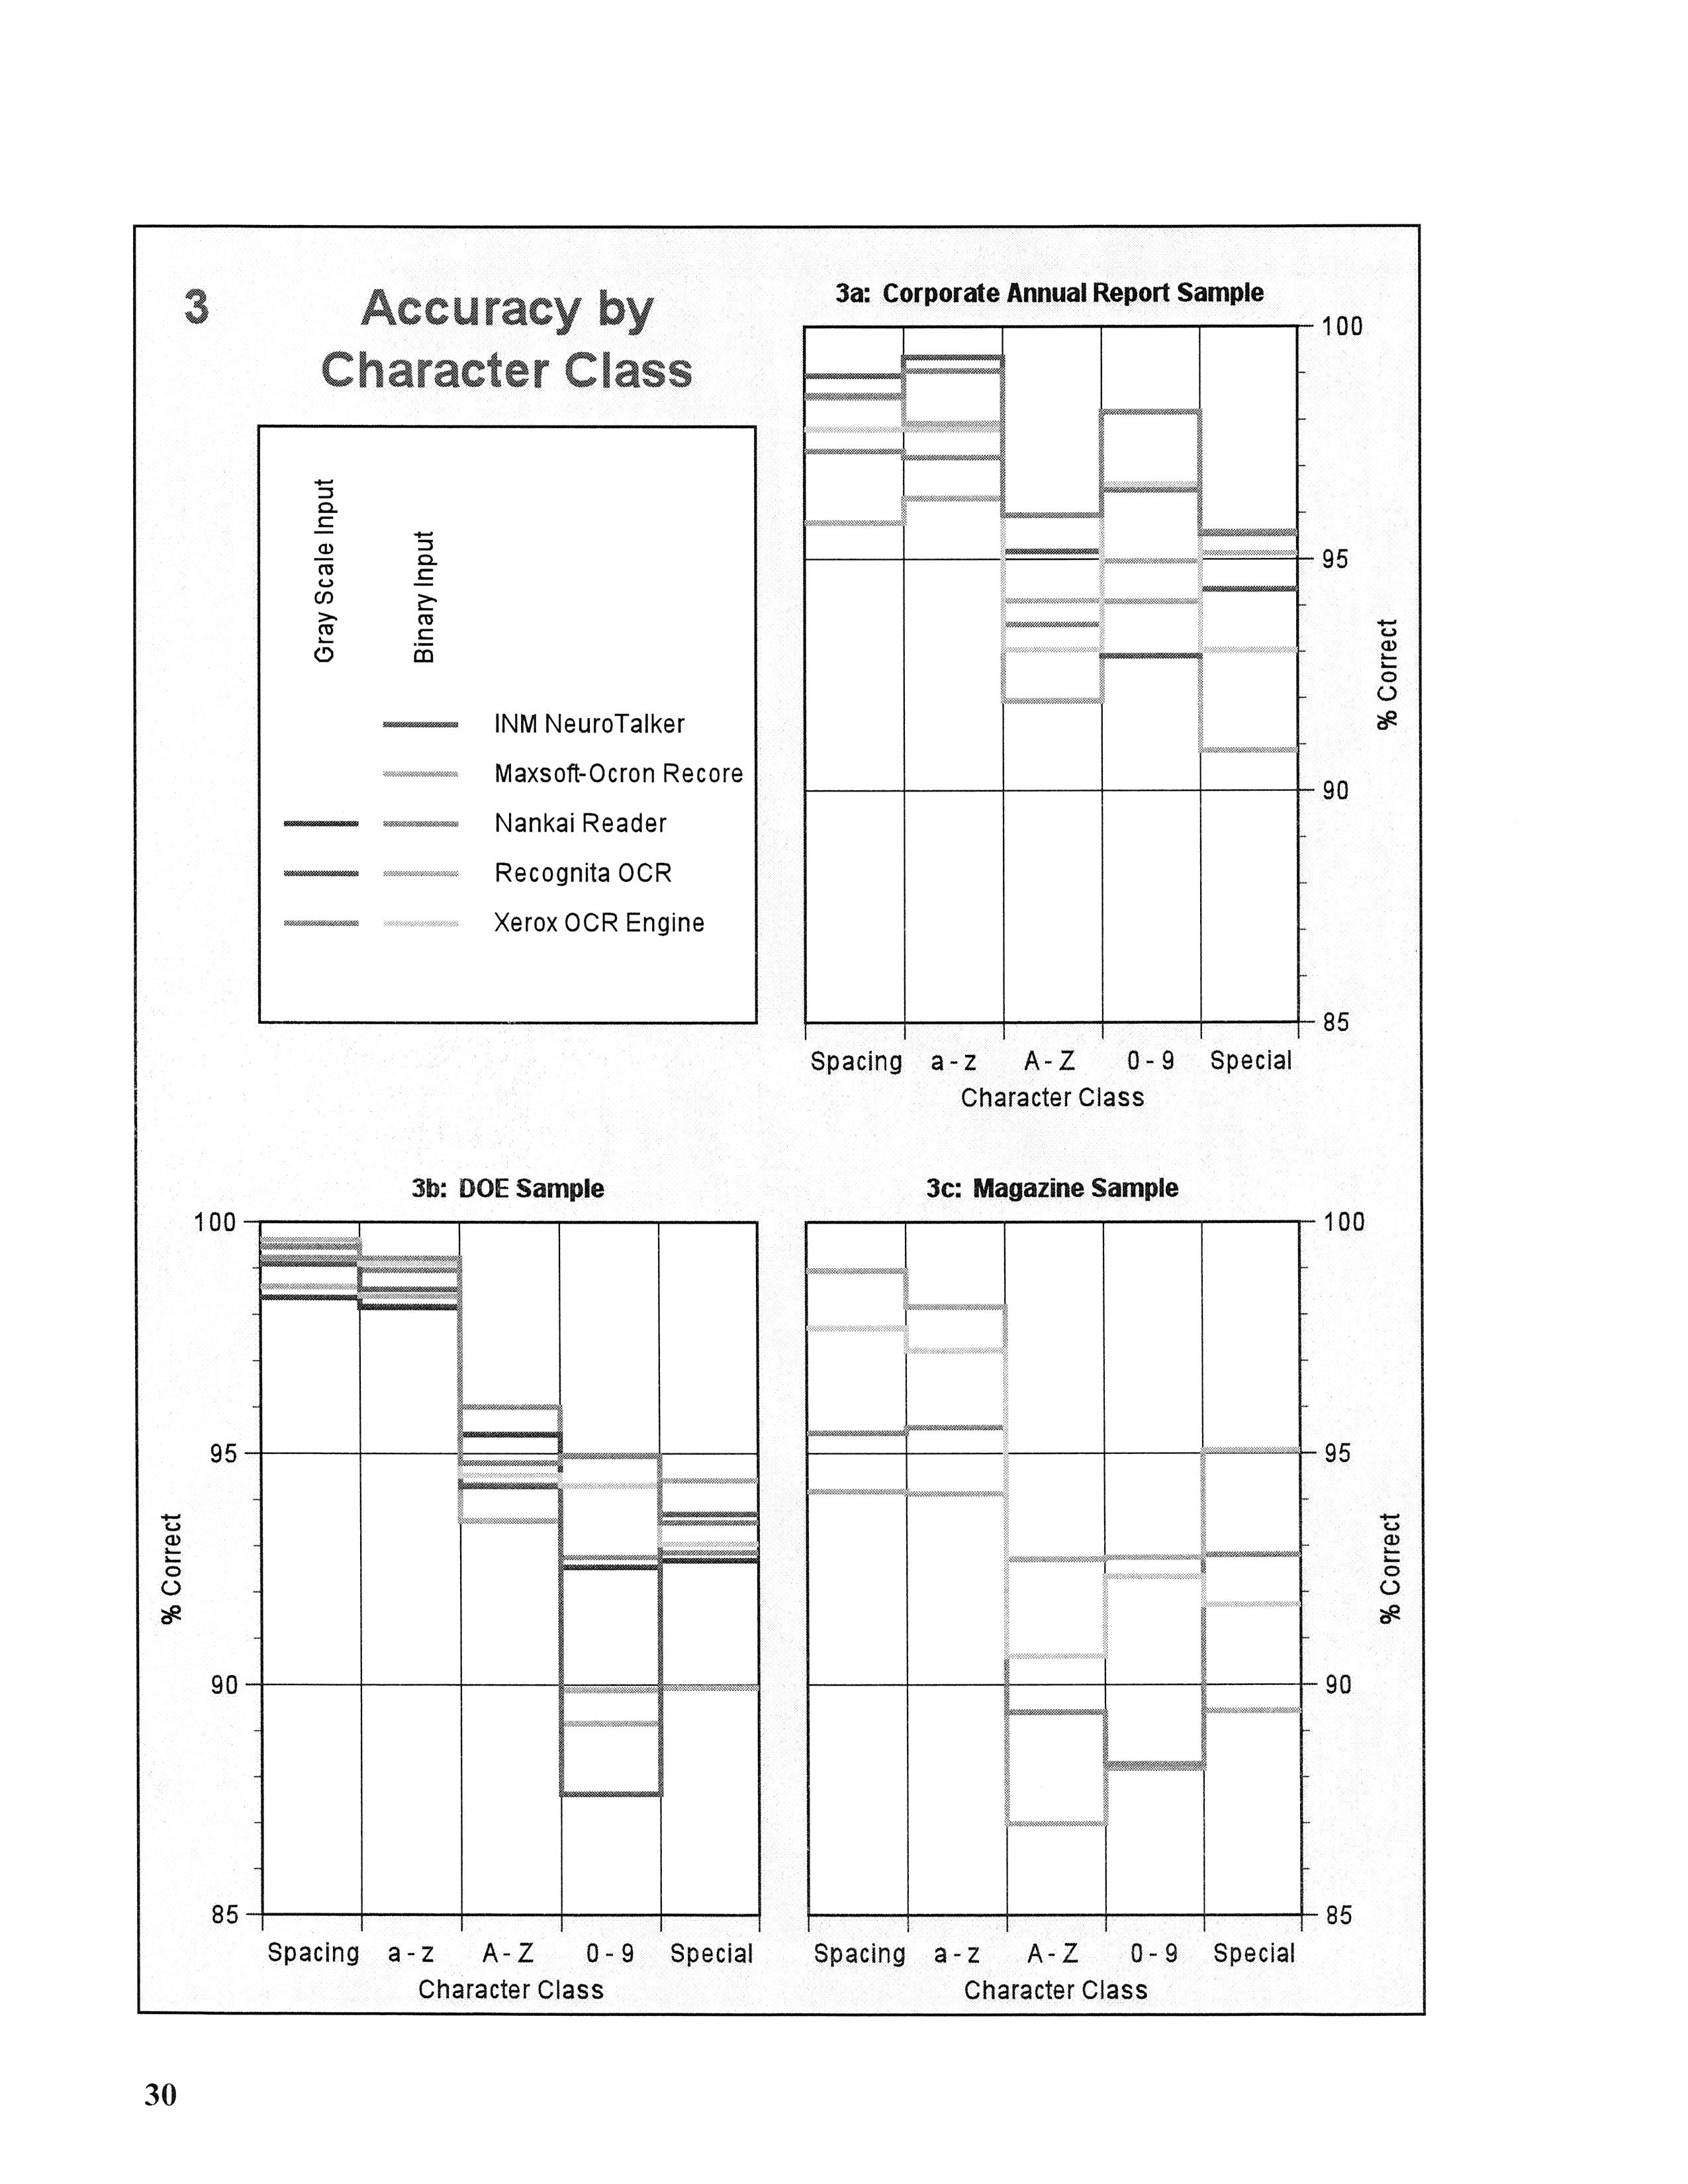 3
Accuracy by
Character Class
Gray Scale Input
Binary Input
INM NeuroTalker
Maxsoft-Ocron Recore
Nankai Reader
Recognita OCR
Xerox OCR Engine
3a: Corporate Annual Report Sample
100
95
90
85
% Correct
Spacing a - z A - Z 0 - 9 Special
Character Class
3b: DOE Sample
100
95
90
85
% Correct
Spacing a - z A - Z 0 - 9 Special
Character Class
3c: Magazine Sample
100
95
90
85
% Correct
Spacing a - z A - Z 0 - 9 Special
Character Class
30